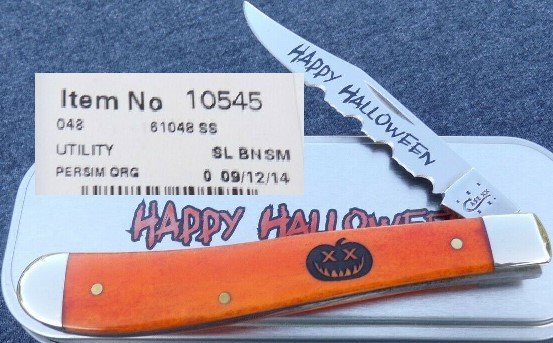 HAPPY HALLOWEEN
Item No 10545
048 61048 SS
UTILITY SL BNSM
PERSIM ORG 0 09/12/14
HAPPY HALLOWEEN